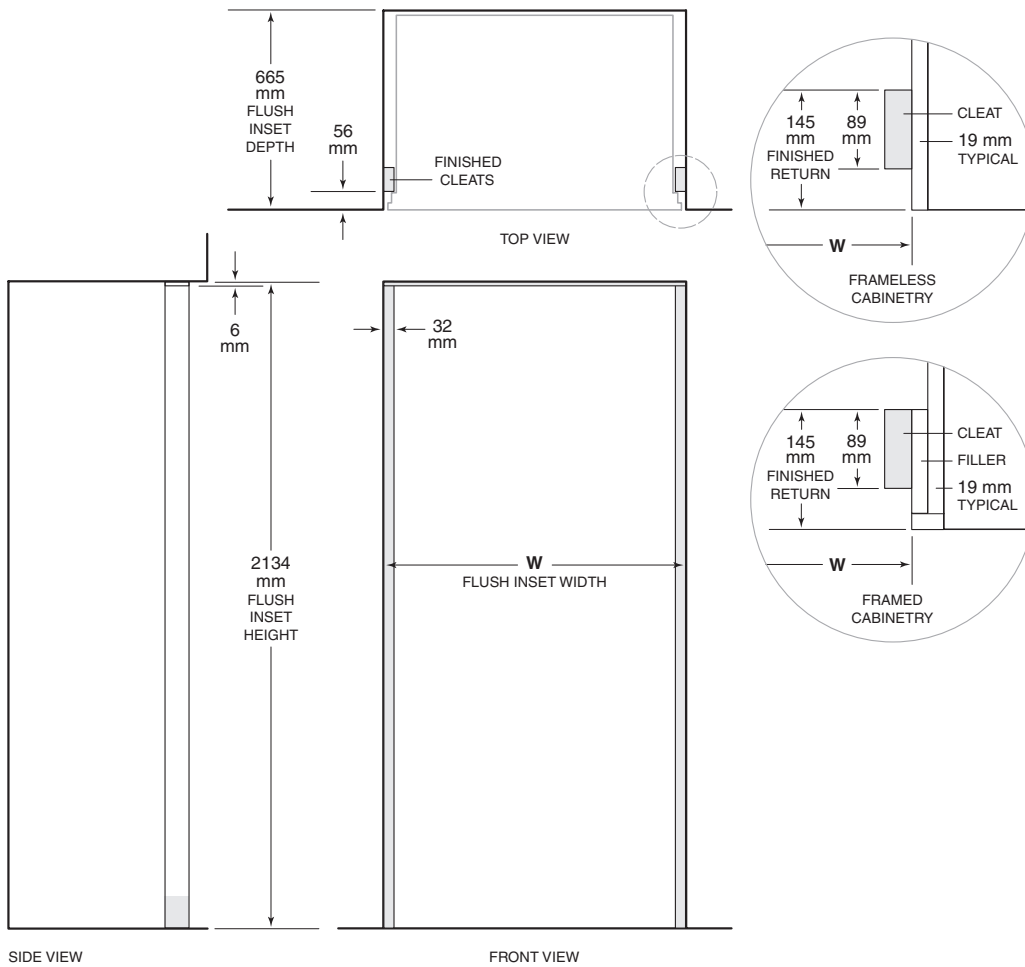 665
mm
FLUSH
INSET
DEPTH
56
mm
FINISHED
CLEATS
TOP VIEW
145
mm
FINISHED
RETURN
89
mm
CLEAT
19 mm
TYPICAL
W
FRAMELESS
CABINETRY
6
mm
32
mm
145
mm
FINISHED
RETURN
89
mm
CLEAT
FILLER
19 mm
TYPICAL
W
FRAMED
CABINETRY
2134
mm
FLUSH
INSET
HEIGHT
W
FLUSH INSET WIDTH
SIDE VIEW
FRONT VIEW